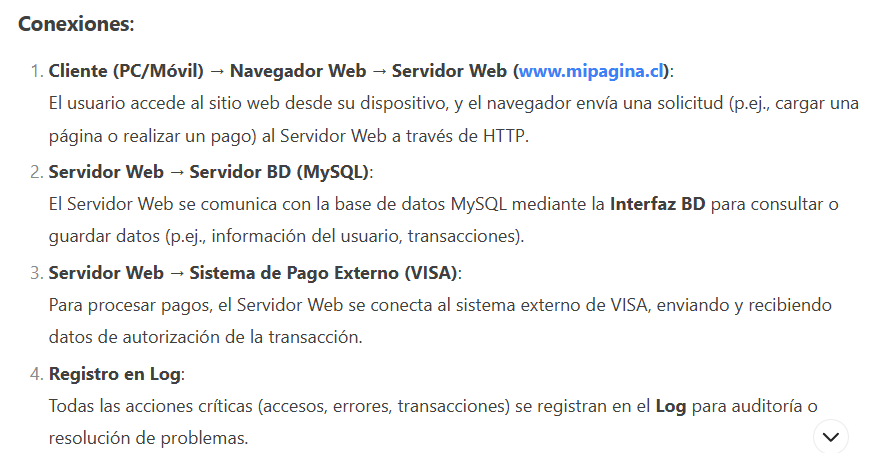 Conexiones:
1. Cliente (PC/Móvil) → Navegador Web → Servidor Web (www.mipagina.cl):
El usuario accede al sitio web desde su dispositivo, y el navegador envía una solicitud (p.ej., cargar una
página o realizar un pago) al Servidor Web a través de HTTP.
2. Servidor Web → Servidor BD (MySQL):
El Servidor Web se comunica con la base de datos MySQL mediante la Interfaz BD para consultar o
guardar datos (p.ej., información del usuario, transacciones).
3. Servidor Web → Sistema de Pago Externo (VISA):
Para procesar pagos, el Servidor Web se conecta al sistema externo de VISA, enviando y recibiendo
datos de autorización de la transacción.
4. Registro en Log:
Todas las acciones críticas (accesos, errores, transacciones) se registran en el Log para auditoría o
resolución de problemas.